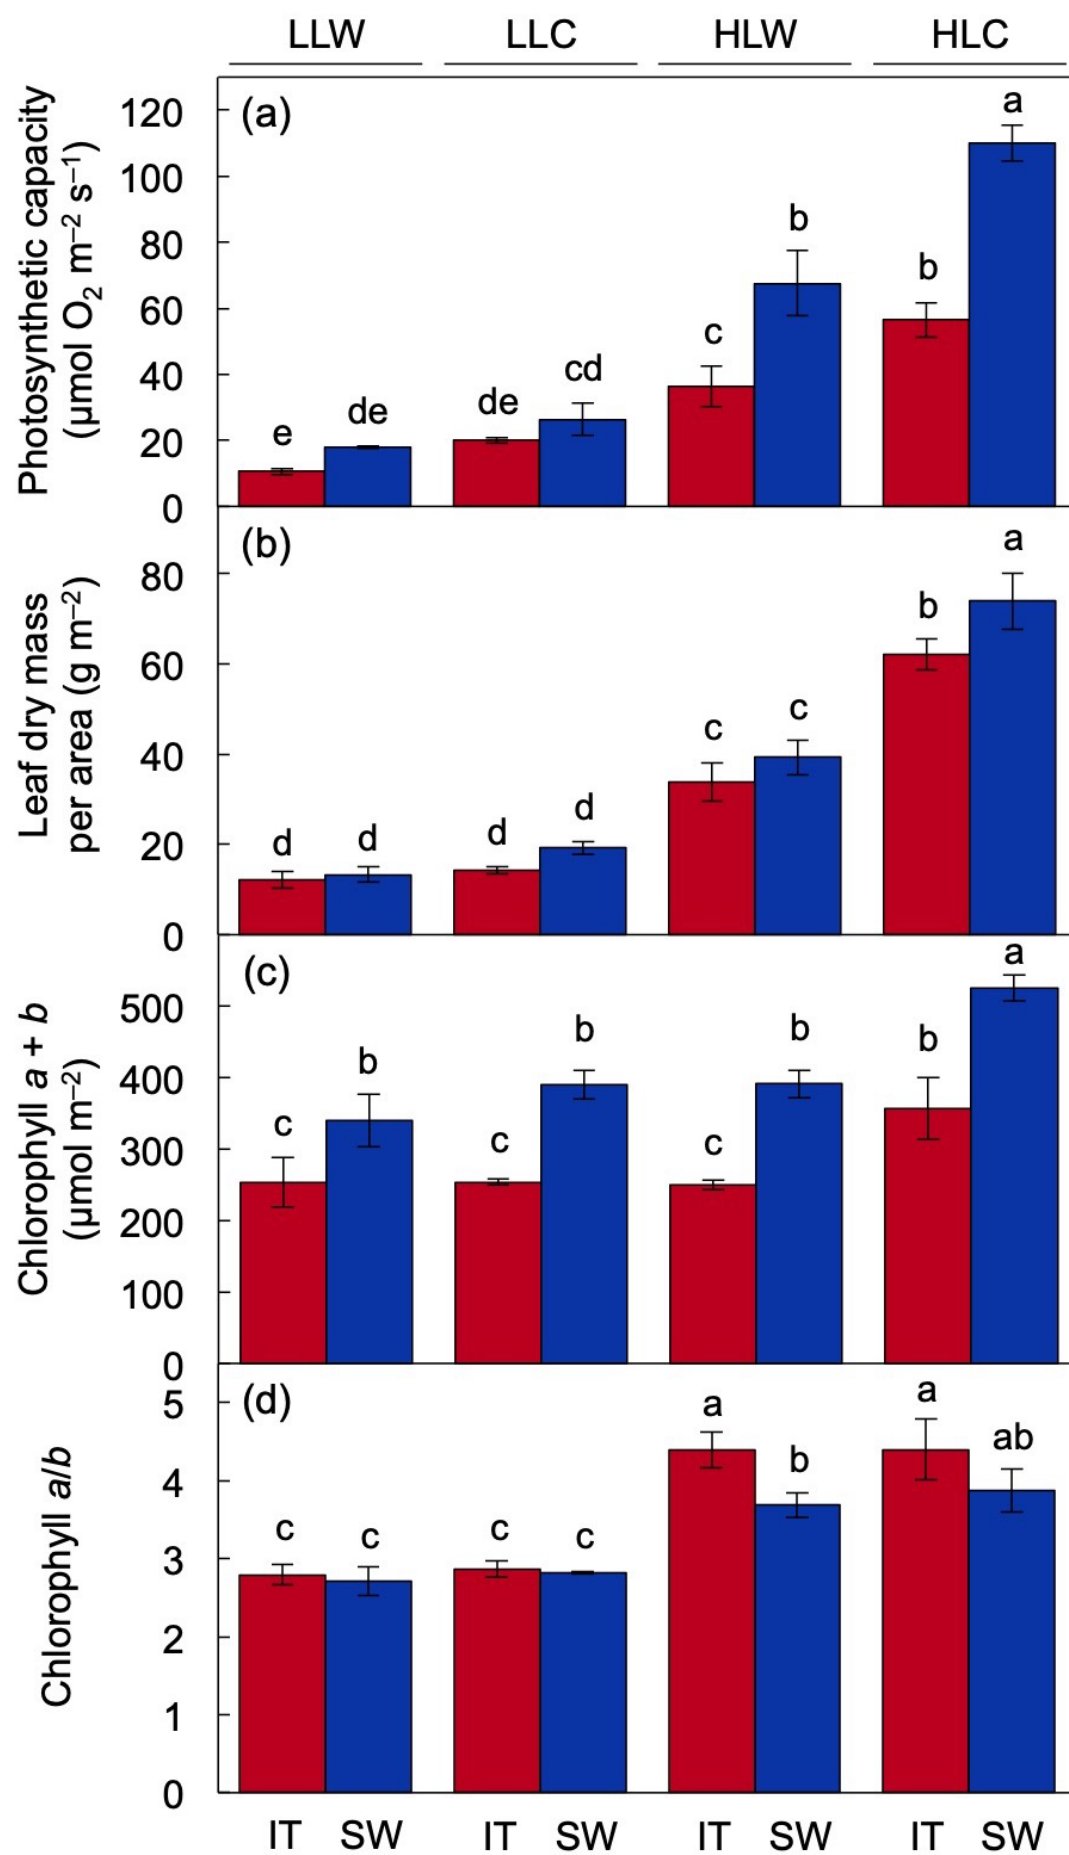 LLW LLC HLW HLC
Photosynthetic capacity
(μmol O₂ m⁻² s⁻¹)
(a)
120
100
80
60
40
20
0
e de de cd c b b a
Leaf dry mass
per area (g m⁻²)
(b)
80
60
40
20
0
d d d d c c b a
Chlorophyll a + b
(μmol m⁻²)
(c)
500
400
300
200
100
0
c b c b c b b a
Chlorophyll a/b
(d)
5
4
3
2
1
0
c c c c a b a ab
IT SW IT SW IT SW IT SW